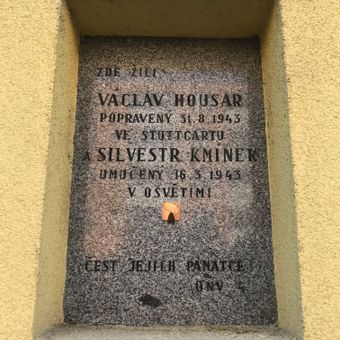 ZDE ŽILI
VÁCLAV HOUSAR
POPRAVENÝ 31.8.1943
VE STUTTGARTU
A SILVESTR KMÍNEK
UMUČENÝ 16.3.1943
V OSVĚTIMI
ČEST JEJICH PAMÁTCE!